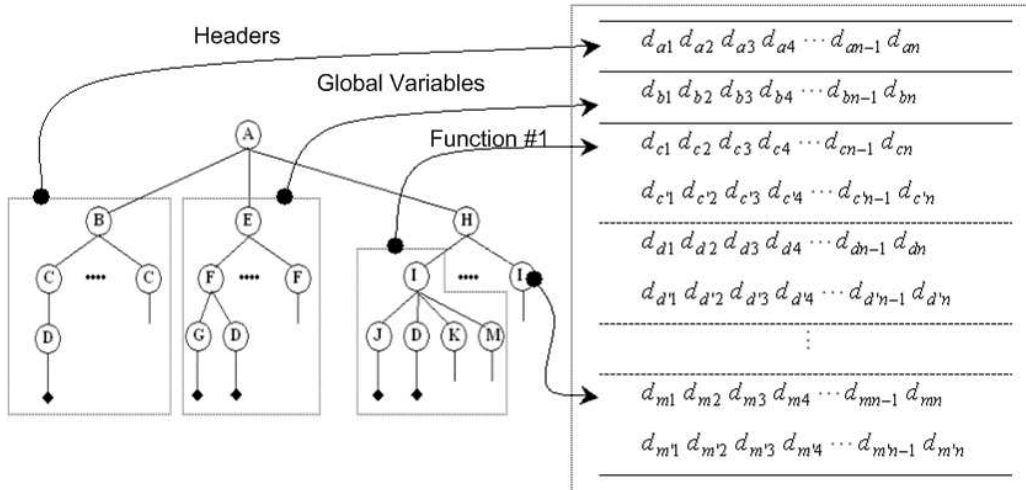 Headers
Global Variables
Function #1
A
B E H
C •••• C F •••• F I •••• I
D G D J D K M
d_{a1} d_{a2} d_{a3} d_{a4} ⋯ d_{an−1} d_{an}
d_{b1} d_{b2} d_{b3} d_{b4} ⋯ d_{bn−1} d_{bn}
d_{c1} d_{c2} d_{c3} d_{c4} ⋯ d_{cn−1} d_{cn}
d_{c'1} d_{c'2} d_{c'3} d_{c'4} ⋯ d_{c'n−1} d_{c'n}
d_{d1} d_{d2} d_{d3} d_{d4} ⋯ d_{dn−1} d_{dn}
d_{d'1} d_{d'2} d_{d'3} d_{d'4} ⋯ d_{d'n−1} d_{d'n}
⋮
d_{m1} d_{m2} d_{m3} d_{m4} ⋯ d_{mn−1} d_{mn}
d_{m'1} d_{m'2} d_{m'3} d_{m'4} ⋯ d_{m'n−1} d_{m'n}